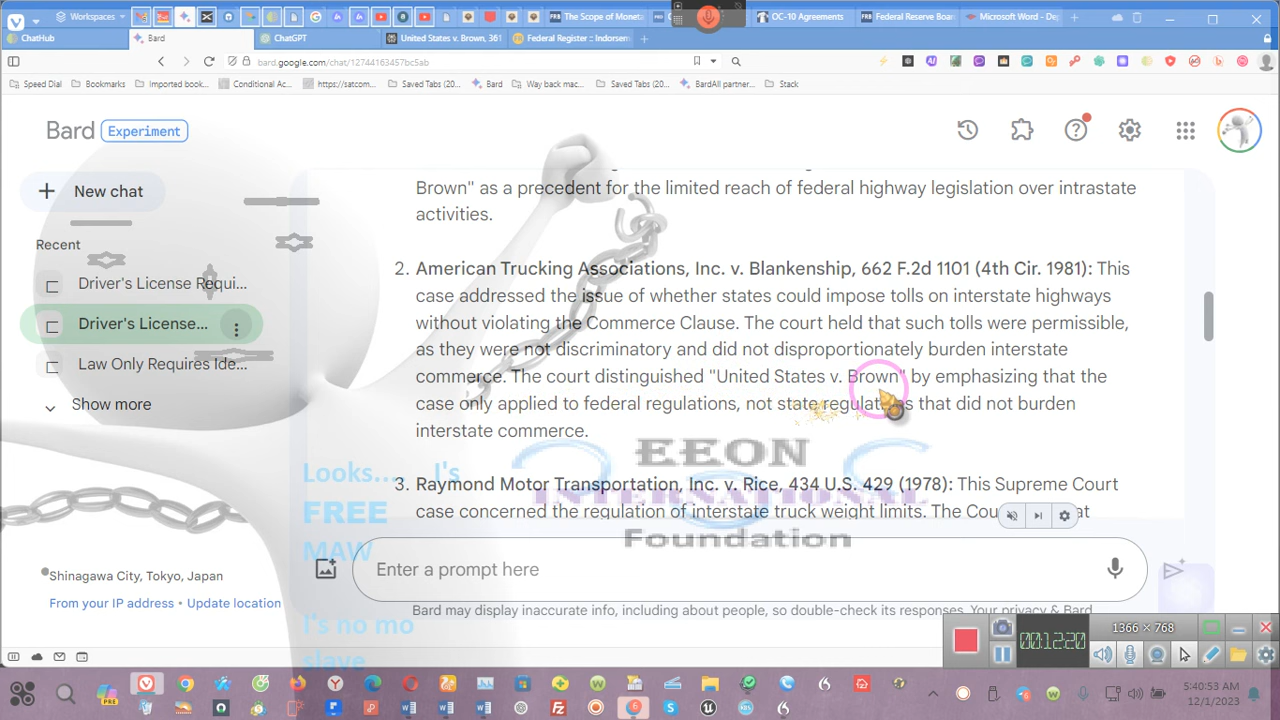 Workspaces
The Scope of Moneta
OC-10 Agreements
Federal Reserve Boar
Microsoft Word - De
ChatHub
Bard
ChatGPT
United States v. Brown, 361
Federal Register :: Indorsem
bard.google.com/chat/12744163457bc5ab
Speed Dial
Bookmarks
Imported book...
Conditional Ac...
https://satcom...
Saved Tabs (20...
Bard
Way back mac...
Saved Tabs (20...
BardAll partner...
Stack
Bard Experiment
New chat
Recent
Driver's License Requi...
Driver's License...
Law Only Requires Ide...
Show more
Shinagawa City, Tokyo, Japan
From your IP address • Update location
Brown" as a precedent for the limited reach of federal highway legislation over intrastate
activities.
2. American Trucking Associations, Inc. v. Blankenship, 662 F.2d 1101 (4th Cir. 1981): This
case addressed the issue of whether states could impose tolls on interstate highways
without violating the Commerce Clause. The court held that such tolls were permissible,
as they were not discriminatory and did not disproportionately burden interstate
commerce. The court distinguished "United States v. Brown" by emphasizing that the
case only applied to federal regulations, not state regulations that did not burden
interstate commerce.
3. Raymond Motor Transportation, Inc. v. Rice, 434 U.S. 429 (1978): This Supreme Court
case concerned the regulation of interstate truck weight limits. The Cou
Looks... I's
FREE
MAW
I's no mo
slave
EEON
INTERNATIONAL
Foundation
Enter a prompt here
Bard may display inaccurate info, including about people, so double-check its responses. Your privacy & Bard
1366 × 768
00:12:20
PRE
5:40:53 AM
12/1/2023